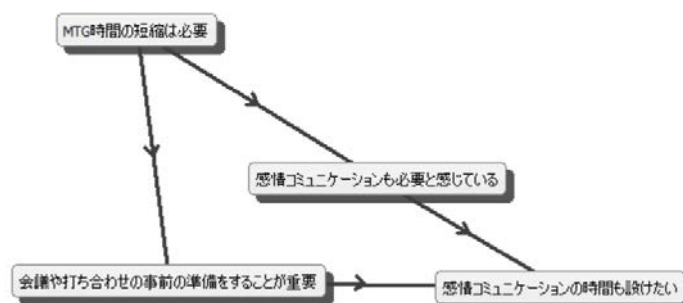 MTG時間の短縮は必要
感情コミュニケーションも必要と感じている
会議や打ち合わせの事前の準備をすることが重要
感情コミュニケーションの時間も設けたい